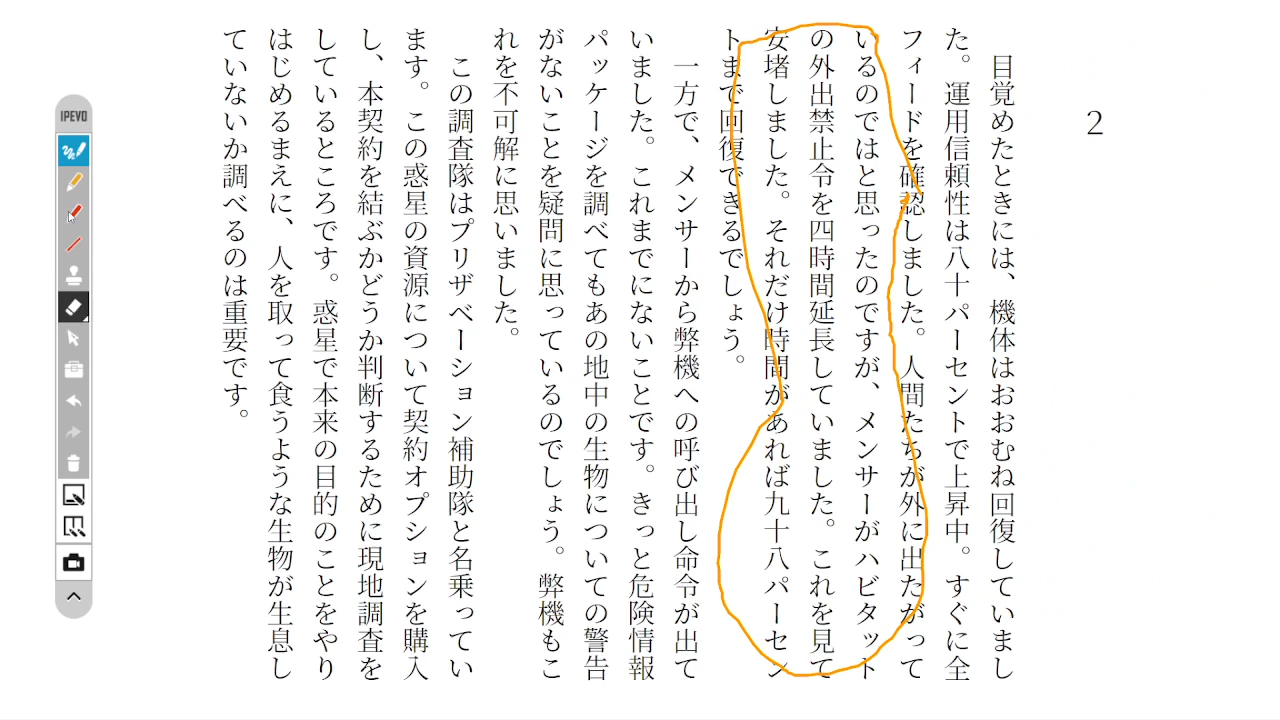 IPEVO
2
目覚めたときには、機体はおおむね回復していまし
た。運用信頼性は八十パーセントで上昇中。すぐに全
フィードを確認しました。人間たちが外に出たがって
いるのではと思ったのですが、メンサーがハビタット
の外出禁止令を四時間延長していました。これを見て
安堵しました。それだけ時間があれば九十八パーセン
トまで回復できるでしょう。
一方で、メンサーから弊機への呼び出し命令が出て
いました。これまでにないことです。きっと危険情報
パッケージを調べてもあの地中の生物についての警告
がないことを疑問に思っているのでしょう。弊機もこ
れを不可解に思いました。
この調査隊はプリザベーション補助隊と名乗ってい
ます。この惑星の資源について契約オプションを購入
し、本契約を結ぶかどうか判断するために現地調査を
しているところです。惑星で本来の目的のことをやり
はじめるまえに、人を取って食うような生物が生息し
ていないか調べるのは重要です。